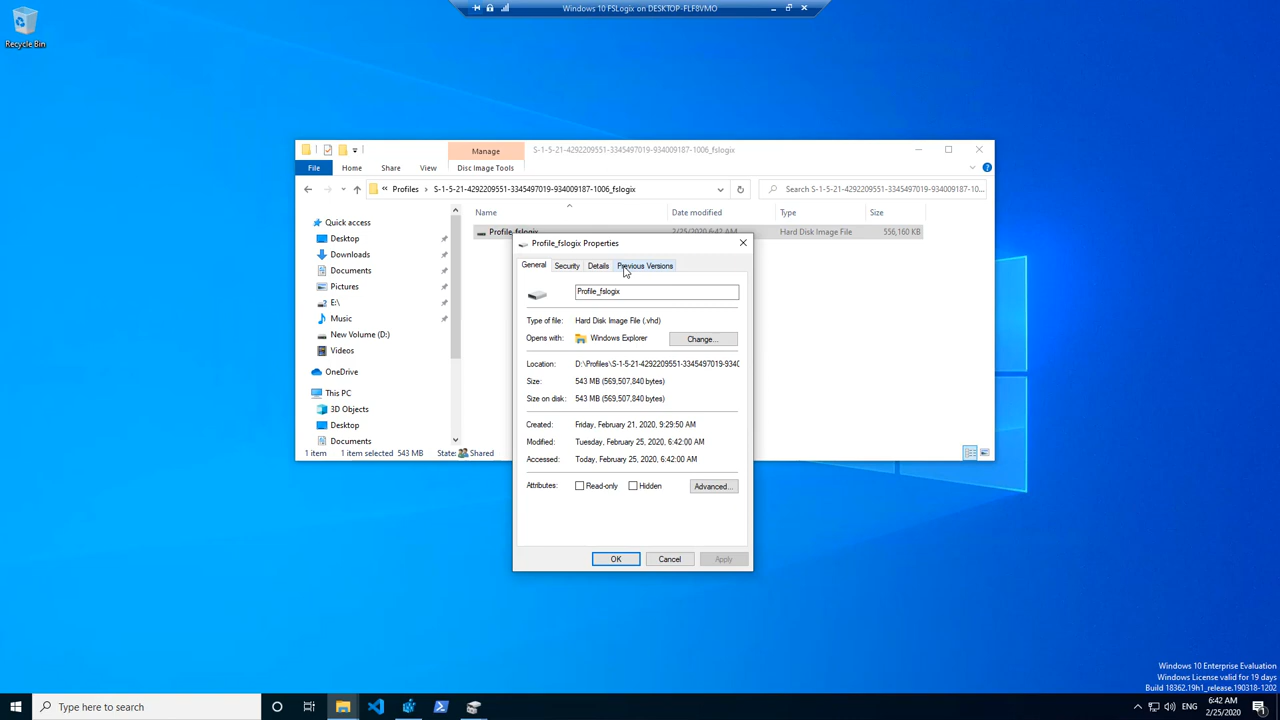 Windows 10 FSLogix on DESKTOP-FLF8VMO
Recycle Bin
Manage
S-1-5-21-4292209551-3345497019-934009187-1006_fslogix
File Home Share View Disc Image Tools
Profiles S-1-5-21-4292209551-3345497019-934009187-1006_fslogix
Search S-1-5-21-4292209551-3345497019-934009187-10...
Name Date modified Type Size
Profile_fslogix 2/25/2020 6:42 AM Hard Disk Image File 556,160 KB
Quick access
Desktop
Downloads
Documents
Pictures
E:\
Music
New Volume (D:)
Videos
OneDrive
This PC
3D Objects
Desktop
Documents
1 item 1 item selected 543 MB State: Shared
Profile_fslogix Properties
General Security Details Previous Versions
Profile_fslogix
Type of file: Hard Disk Image File (.vhd)
Opens with: Windows Explorer Change...
Location: D:\Profiles\S-1-5-21-4292209551-3345497019-9340
Size: 543 MB (569,507,840 bytes)
Size on disk: 543 MB (569,507,840 bytes)
Created: Friday, February 21, 2020, 9:29:50 AM
Modified: Tuesday, February 25, 2020, 6:42:00 AM
Accessed: Today, February 25, 2020, 6:42:00 AM
Attributes: Read-only Hidden Advanced...
OK Cancel Apply
Windows 10 Enterprise Evaluation
Windows License valid for 19 days
Build 18362.19h1_release.190318-1202
Type here to search
ENG
6:42 AM
2/25/2020
1